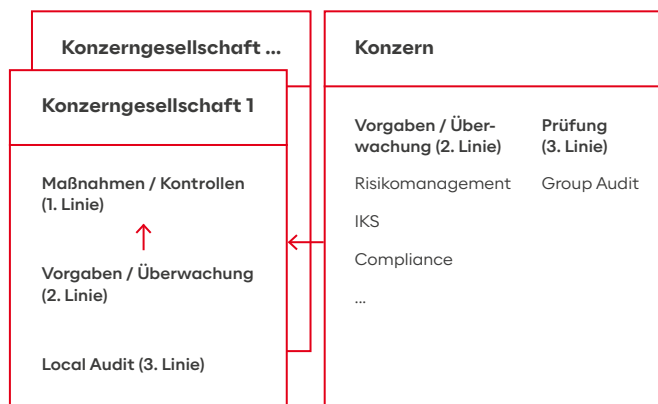 Konzerngesellschaft ...
Konzerngesellschaft 1
Maßnahmen / Kontrollen
(1. Linie)
Vorgaben / Überwachung
(2. Linie)
Local Audit (3. Linie)
Konzern
Vorgaben / Über-
wachung (2. Linie)
Risikomanagement
IKS
Compliance
...
Prüfung
(3. Linie)
Group Audit